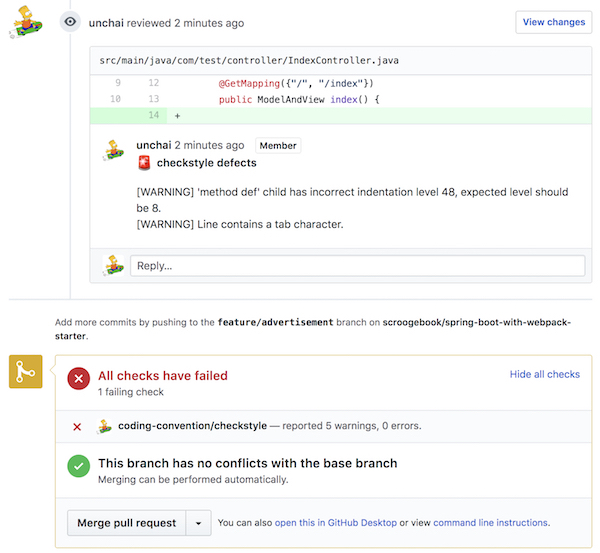 unchai reviewed 2 minutes ago
View changes
src/main/java/com/test/controller/IndexController.java
9 12 @GetMapping({"/", "/index"})
10 13 public ModelAndView index() {
14 +
unchai 2 minutes ago Member
checkstyle defects
[WARNING] 'method def' child has incorrect indentation level 48, expected level should
be 8.
[WARNING] Line contains a tab character.
Reply...
Add more commits by pushing to the feature/advertisement branch on scroogebook/spring-boot-with-webpack-
starter.
All checks have failed
Hide all checks
1 failing check
coding-convention/checkstyle — reported 5 warnings, 0 errors.
This branch has no conflicts with the base branch
Merging can be performed automatically.
Merge pull request
You can also open this in GitHub Desktop or view command line instructions.